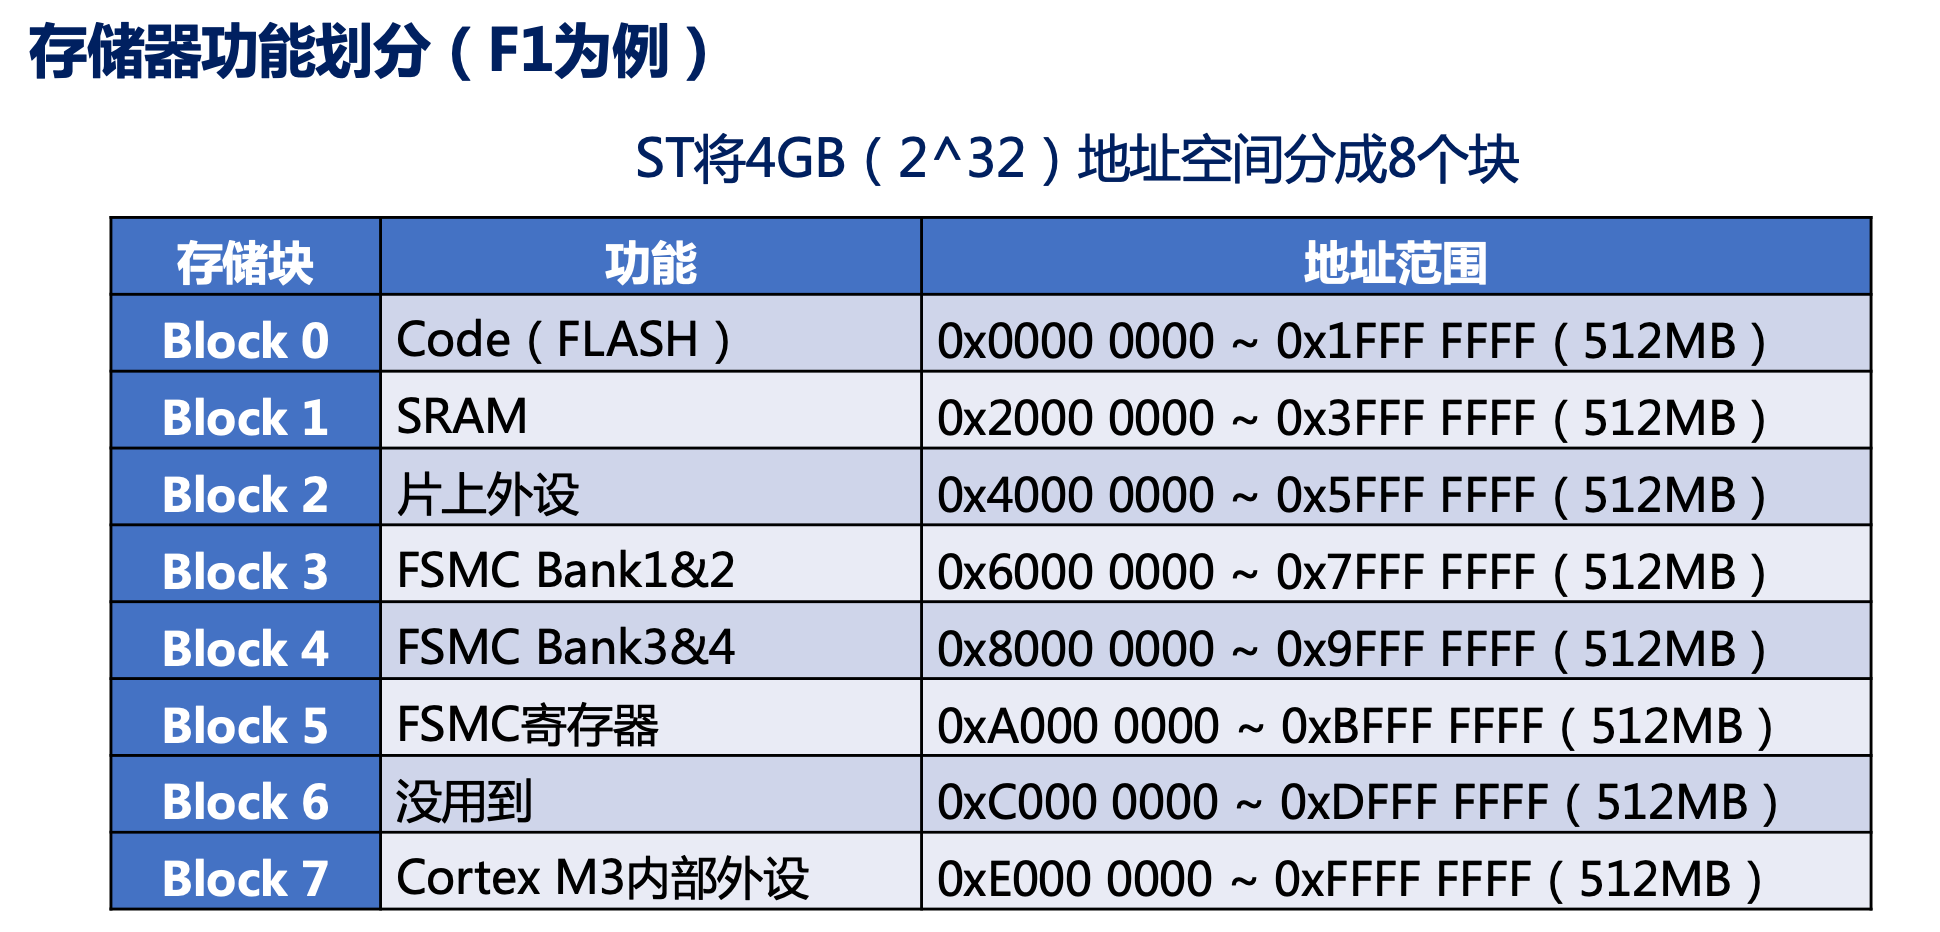 存储器功能划分（F1为例）
ST将4GB（2^32）地址空间分成8个块
存储块 功能 地址范围
Block 0 Code（FLASH） 0x0000 0000 ~ 0x1FFF FFFF（512MB）
Block 1 SRAM 0x2000 0000 ~ 0x3FFF FFFF（512MB）
Block 2 片上外设 0x4000 0000 ~ 0x5FFF FFFF（512MB）
Block 3 FSMC Bank1&2 0x6000 0000 ~ 0x7FFF FFFF（512MB）
Block 4 FSMC Bank3&4 0x8000 0000 ~ 0x9FFF FFFF（512MB）
Block 5 FSMC寄存器 0xA000 0000 ~ 0xBFFF FFFF（512MB）
Block 6 没用到 0xC000 0000 ~ 0xDFFF FFFF（512MB）
Block 7 Cortex M3内部外设 0xE000 0000 ~ 0xFFFF FFFF（512MB）